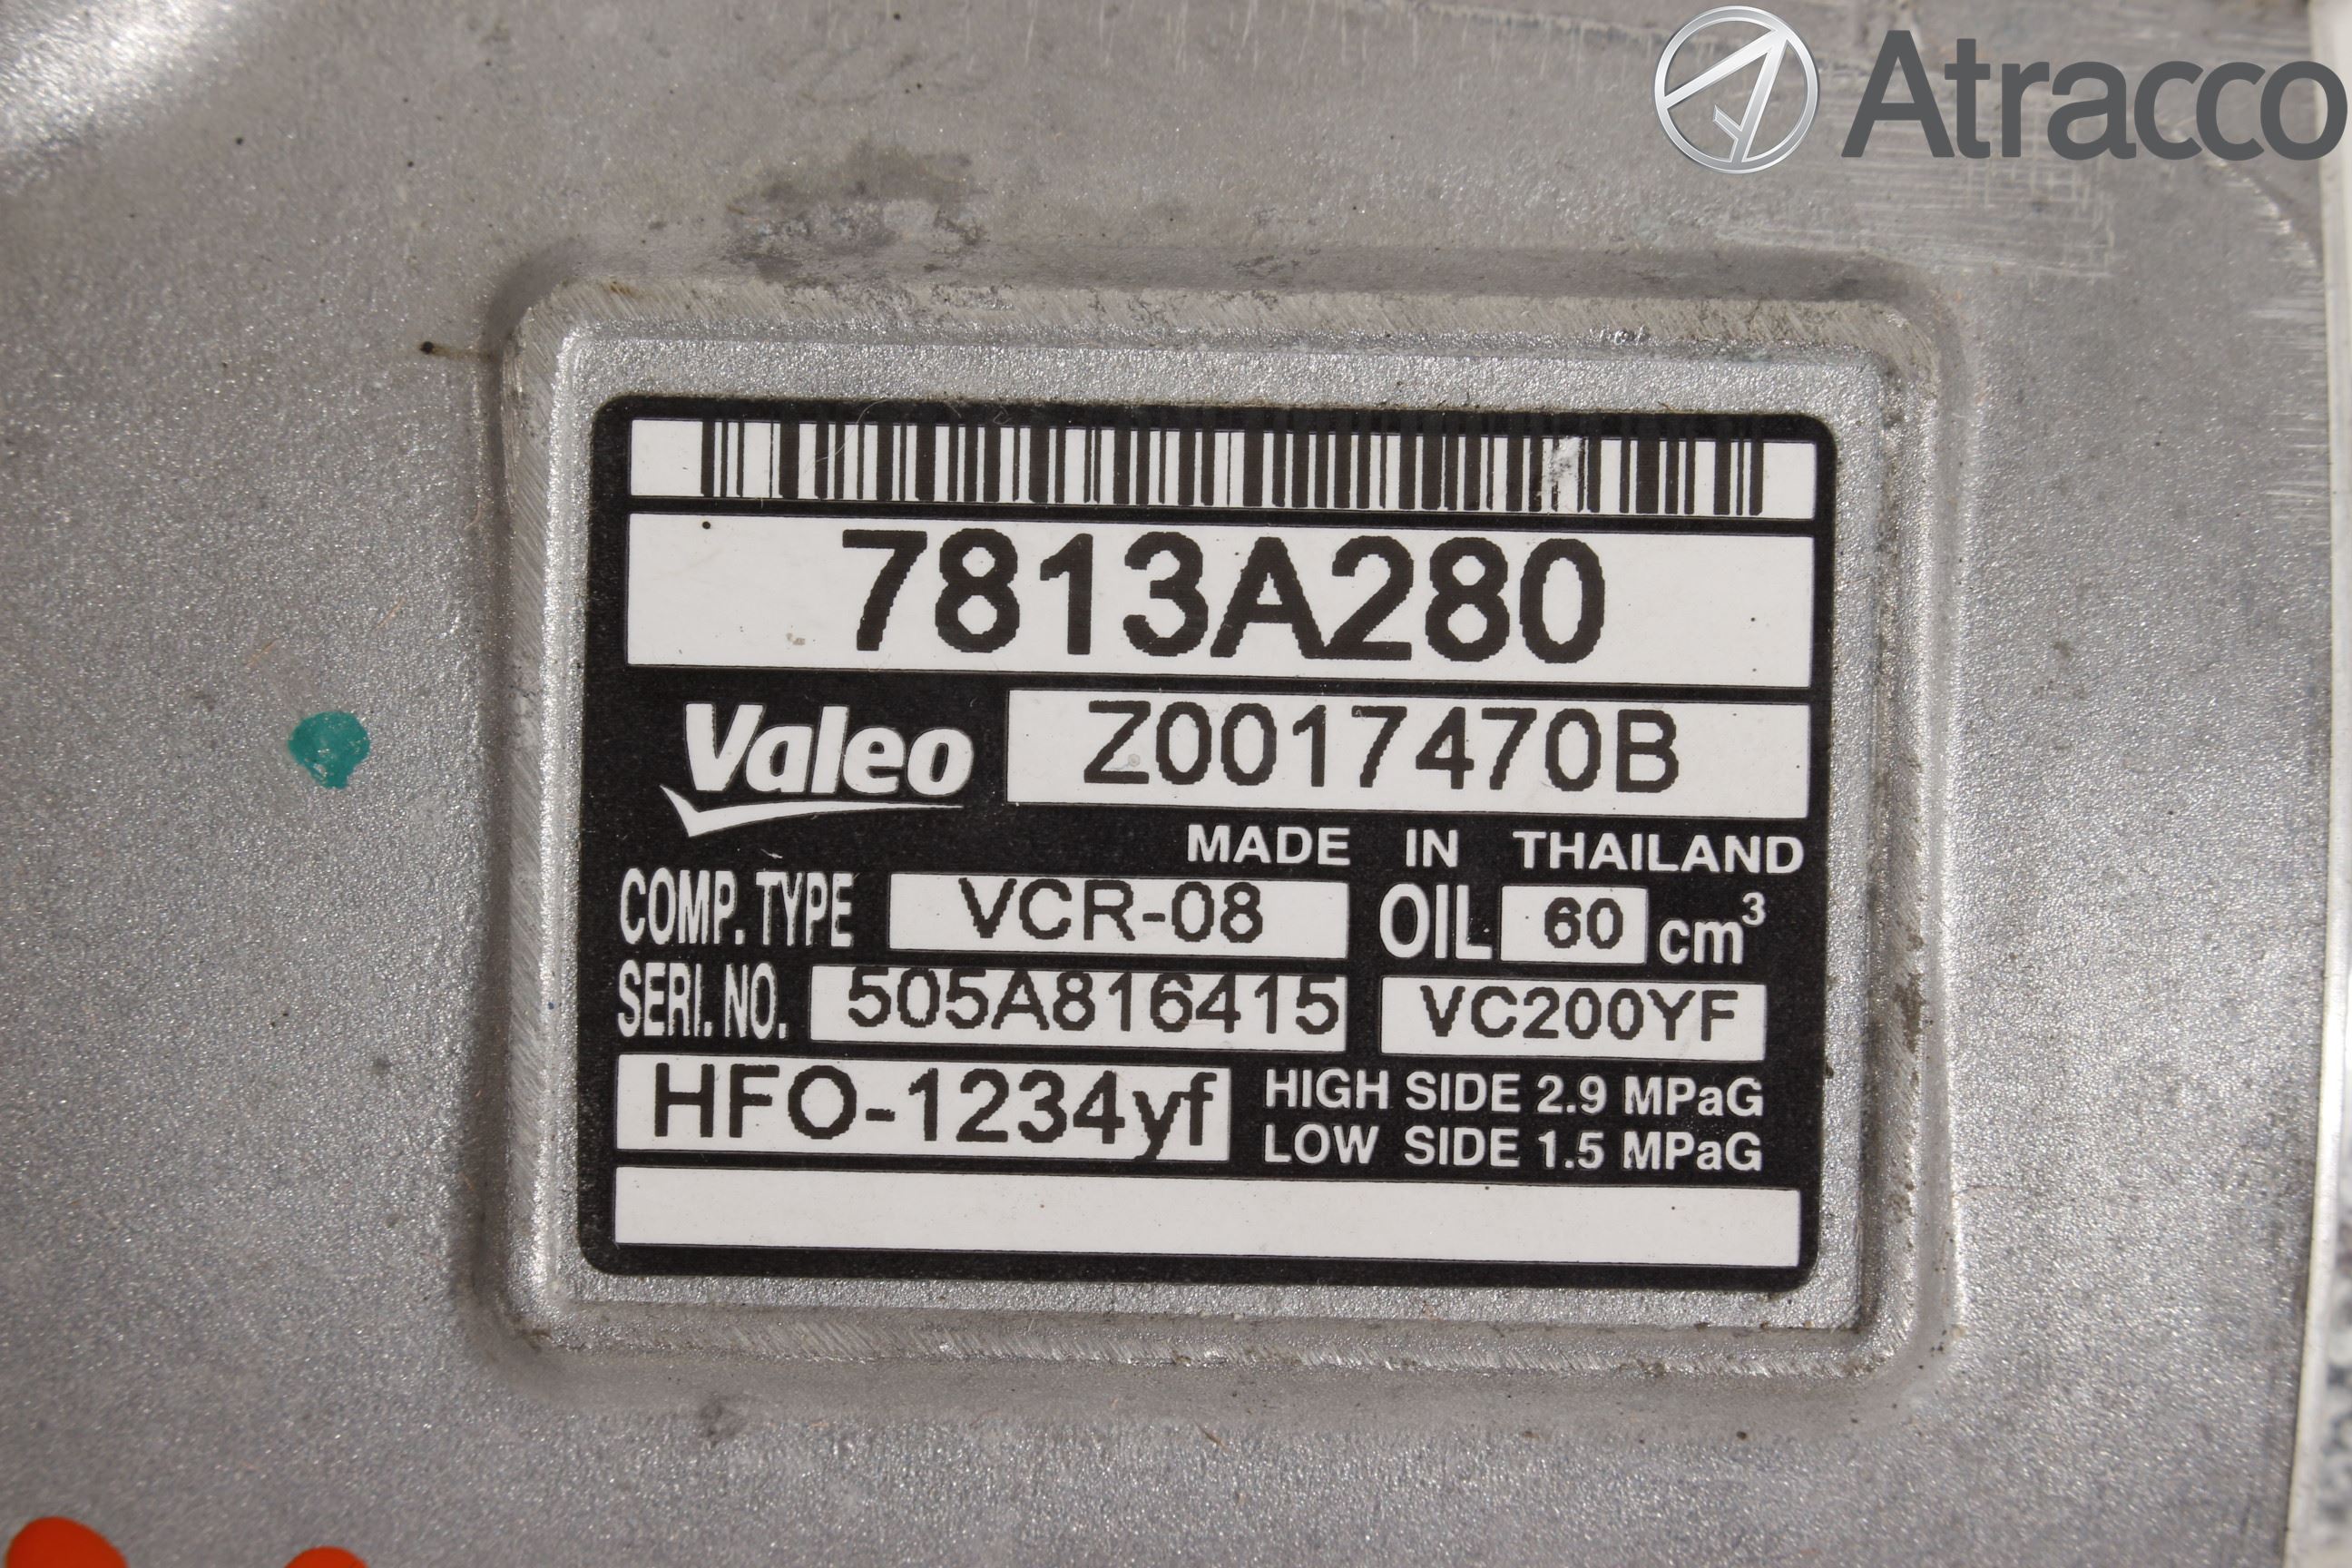 Atracco
7813A280
Valeo Z0017470B
MADE IN THAILAND
COMP. TYPE VCR-08 OIL 60 cm³
SERI. NO. 505A816415 VC200YF
HFO-1234yf HIGH SIDE 2.9 MPaG
LOW SIDE 1.5 MPaG